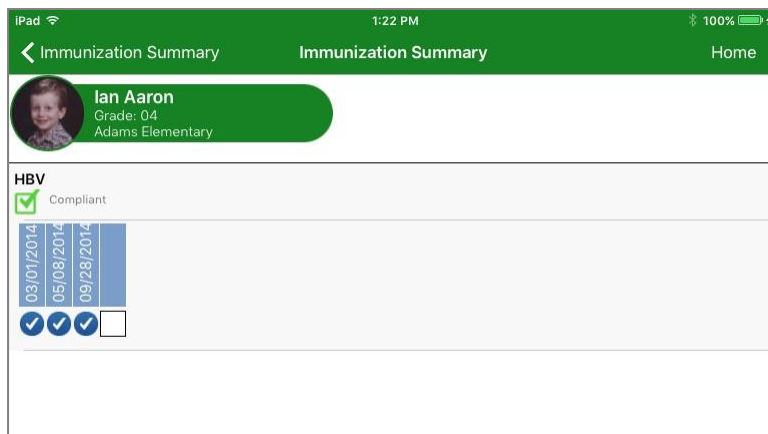 iPad 1:22 PM 100%
Immunization Summary Immunization Summary Home
Ian Aaron
Grade: 04
Adams Elementary
HBV
Compliant
03/01/2014
05/08/2014
09/28/2014